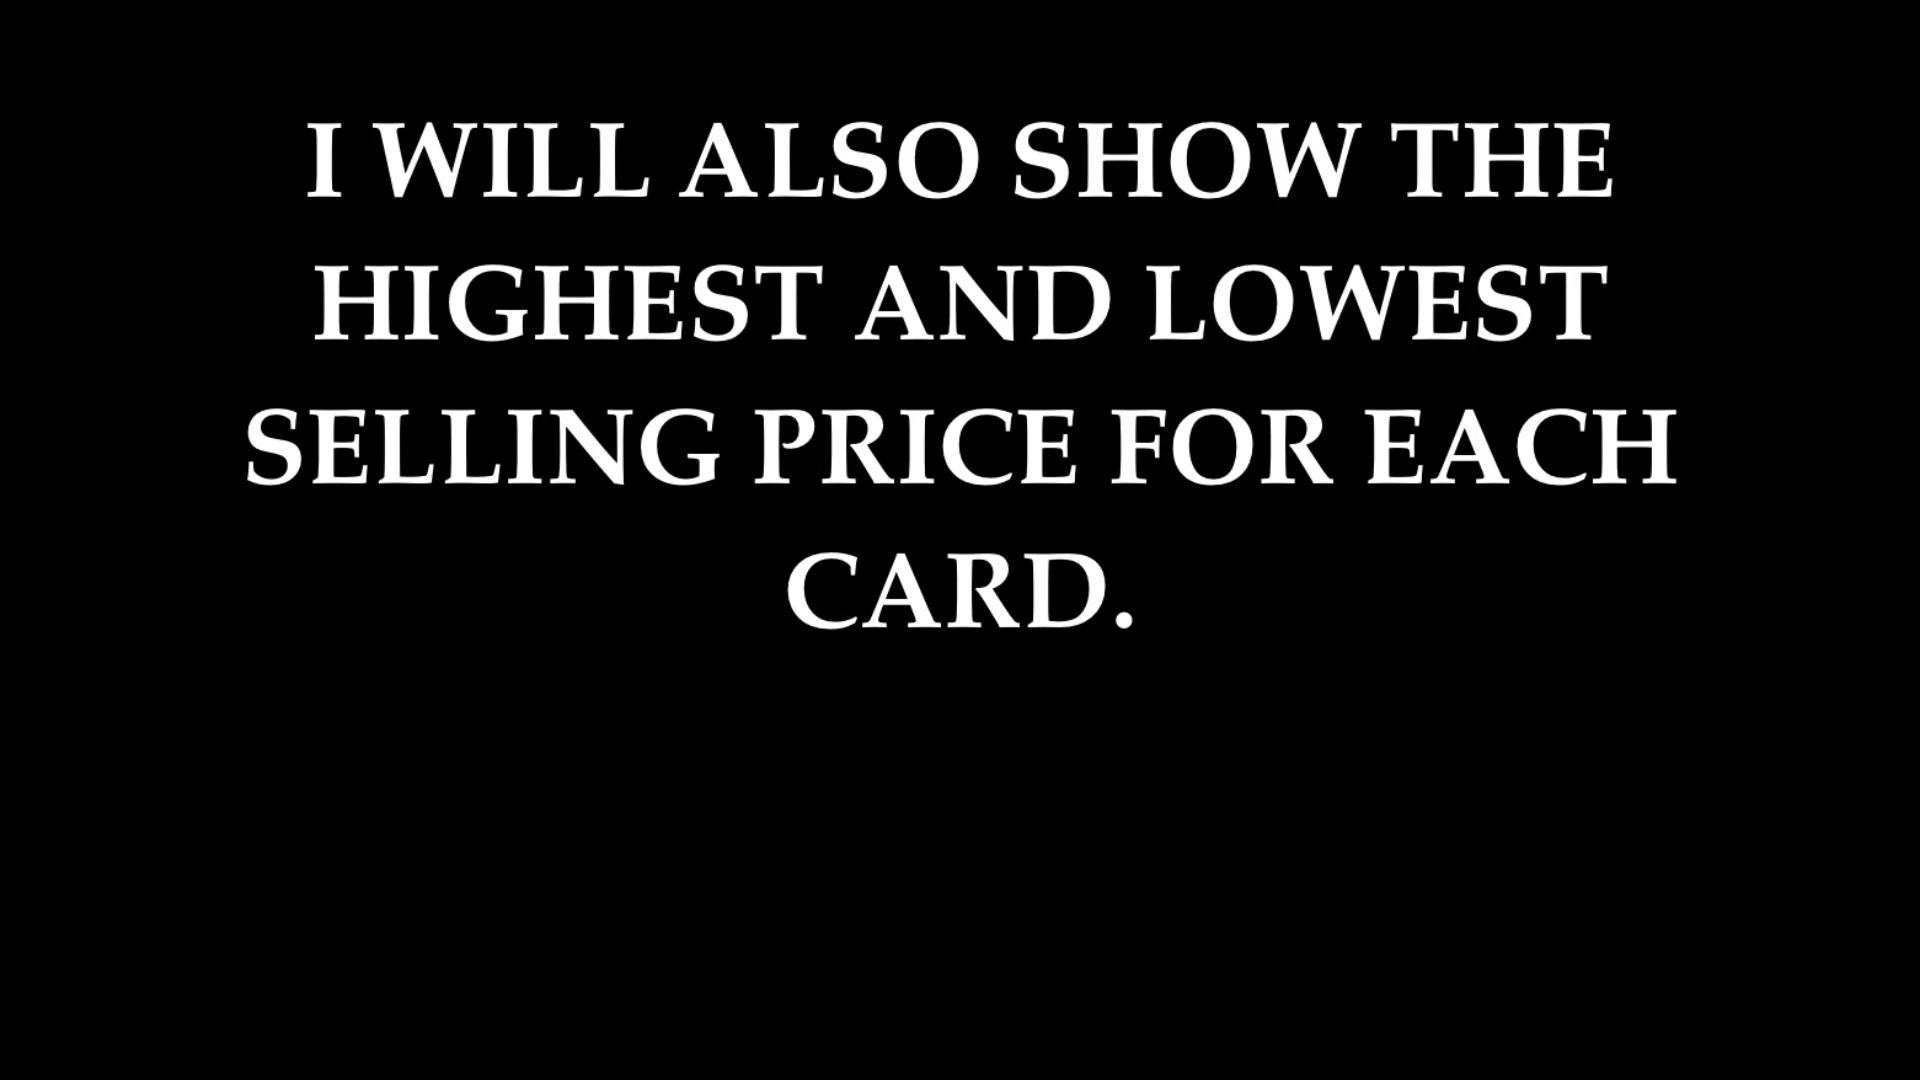 I WILL ALSO SHOW THE
HIGHEST AND LOWEST
SELLING PRICE FOR EACH
CARD.